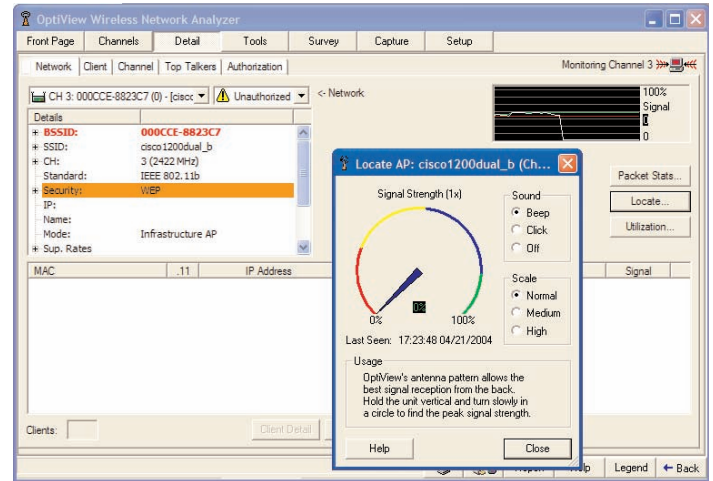 OptiView Wireless Network Analyzer
Front Page Channels Detail Tools Survey Capture Setup
Network Client Channel Top Talkers Authorization Monitoring Channel 3
CH 3: 000CCE-8823C7 (0) - [cisco Unauthorized <- Network
100%
Signal
0
Details
BSSID: 000CCE-8823C7
SSID: cisco1200dual_b
CH: 3 (2422 MHz)
Standard: IEEE 802.11b
Security: WEP
IP:
Name:
Mode: Infrastructure AP
Sup. Rates
Packet Stats...
Locate...
Utilization...
MAC .11 IP Address Signal
Clients: Client Detail
Legend Back
Locate AP: cisco1200dual_b (Ch...
Signal Strength (1x)
0%
0% 100%
Last Seen: 17:23:48 04/21/2004
Sound
Beep
Click
Off
Scale
Normal
Medium
High
Usage
OptiView's antenna pattern allows the
best signal reception from the back.
Hold the unit vertical and turn slowly in
a circle to find the peak signal strength.
Help Close